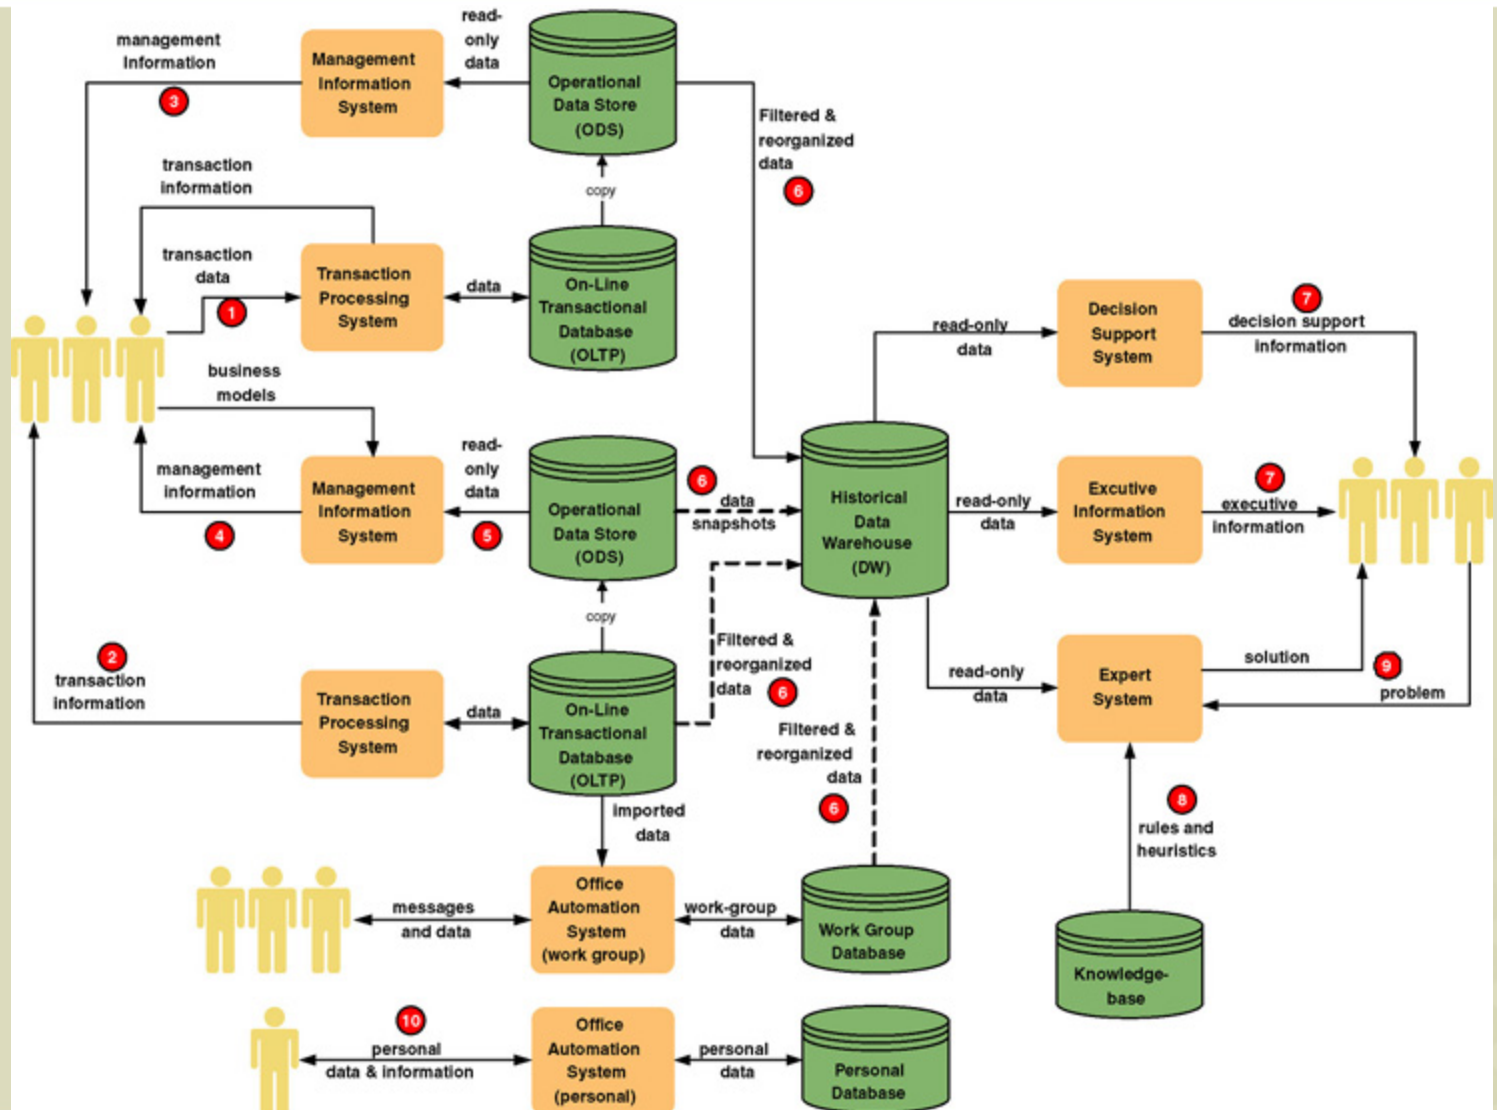 management
Information
3
Management
Information
System
read-
only
data
Operational
Data Store
(ODS)
Filtered &
reorganized
data
6
transaction
information
copy
transaction
data
1
Transaction
Processing
System
data
On-Line
Transactional
Database
(OLTP)
business
models
management
information
4
Management
Information
System
read-
only
data
5
Operational
Data Store
(ODS)
6
data
snapshots
Historical
Data
Warehouse
(DW)
read-only
data
Decision
Support
System
7
decision support
information
read-only
data
Excutive
Information
System
7
executive
information
copy
2
transaction
information
Transaction
Processing
System
data
On-Line
Transactional
Database
(OLTP)
Filtered &
reorganized
data
6
Filtered &
reorganized
data
6
read-only
data
Expert
System
solution
9
problem
8
rules and
heuristics
Knowledge-
base
imported
data
messages
and data
Office
Automation
System
(work group)
work-group
data
Work Group
Database
10
personal
data & information
Office
Automation
System
(personal)
personal
data
Personal
Database